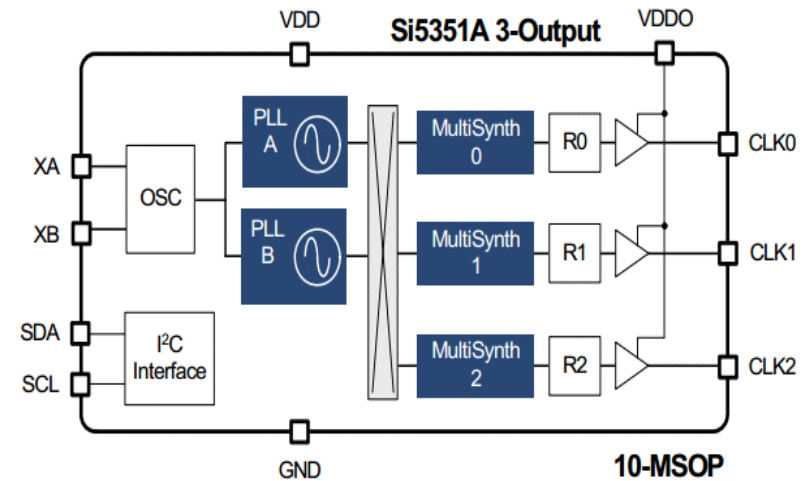 VDD
Si5351A 3-Output
VDDO
XA
XB
OSC
PLL
A
PLL
B
MultiSynth
0
R0
CLK0
MultiSynth
1
R1
CLK1
MultiSynth
2
R2
CLK2
SDA
SCL
I²C
Interface
GND
10-MSOP